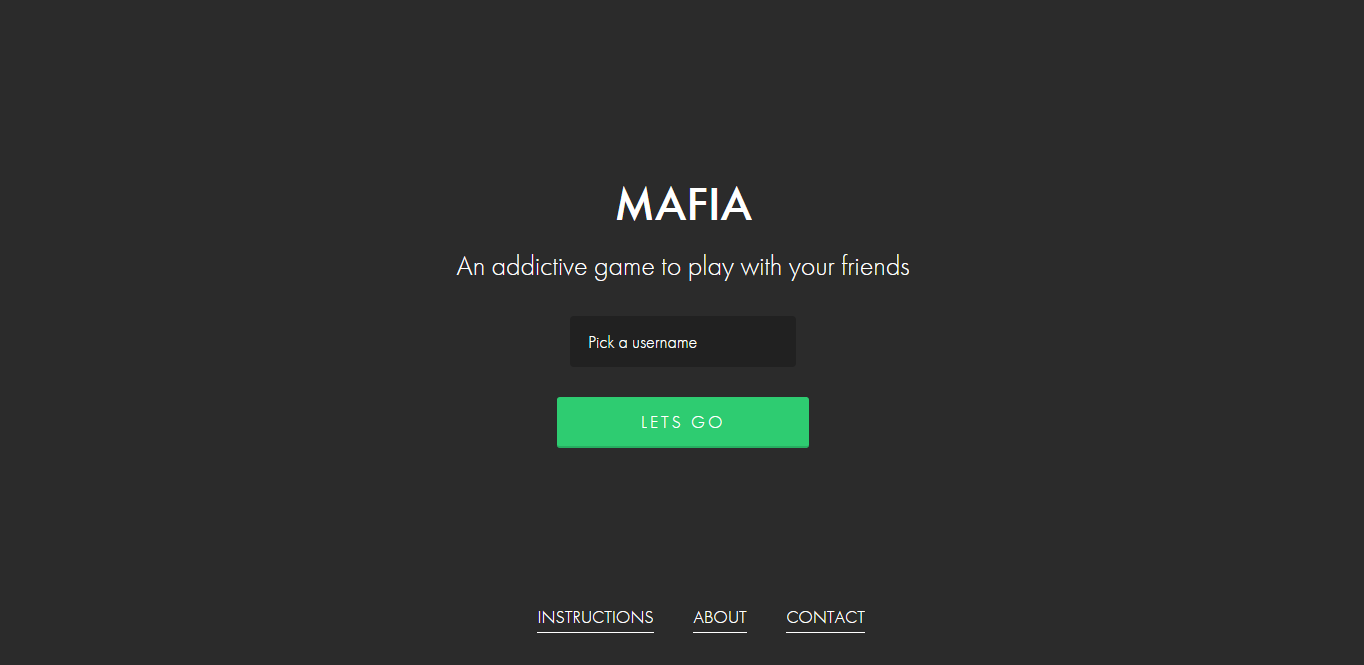 MAFIA
An addictive game to play with your friends
Pick a username
LETS GO
INSTRUCTIONS ABOUT CONTACT